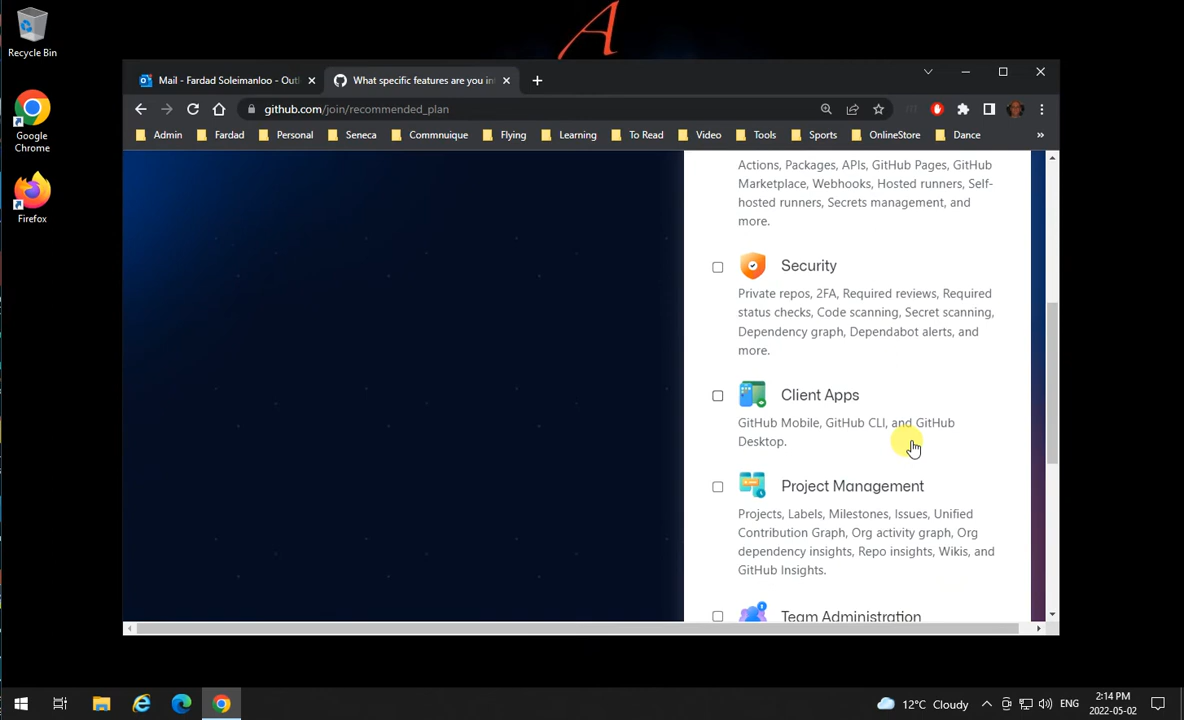 Recycle Bin
Google
Chrome
Firefox
A
Mail - Fardad Soleimanloo - Outl
What specific features are you in
github.com/join/recommended_plan
Admin Fardad Personal Seneca Commnuique Flying Learning To Read Video Tools Sports OnlineStore Dance »
Actions, Packages, APIs, GitHub Pages, GitHub
Marketplace, Webhooks, Hosted runners, Self-
hosted runners, Secrets management, and
more.
Security
Private repos, 2FA, Required reviews, Required
status checks, Code scanning, Secret scanning,
Dependency graph, Dependabot alerts, and
more.
Client Apps
GitHub Mobile, GitHub CLI, and GitHub
Desktop.
Project Management
Projects, Labels, Milestones, Issues, Unified
Contribution Graph, Org activity graph, Org
dependency insights, Repo insights, Wikis, and
GitHub Insights.
Team Administration
12°C Cloudy
ENG
2:14 PM
2022-05-02